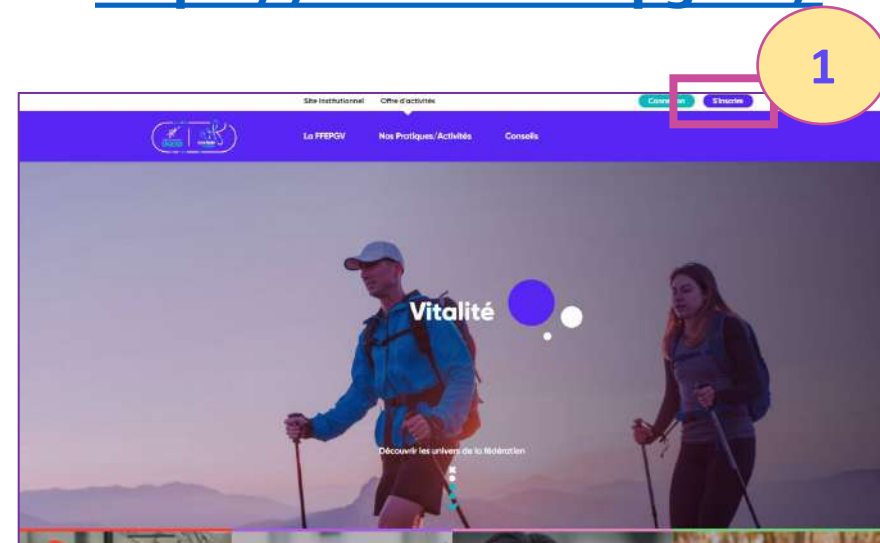 1
Site Institutionnel Offre d'activités Connexion S'inscrire
La FFEPGV Nos Pratiques/Activités Conseils
Vitalité
Découvrir les univers de la fédération